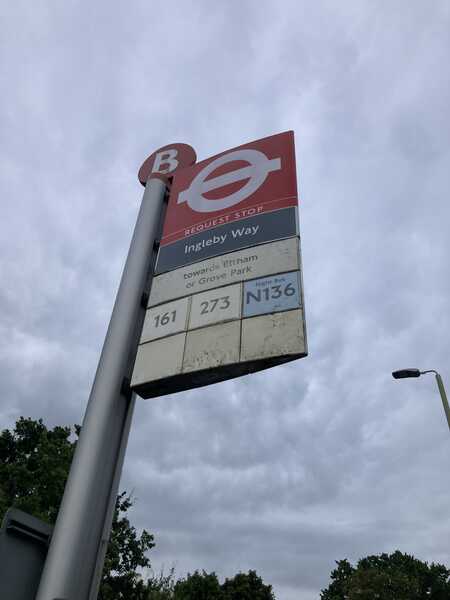 B
REQUEST STOP
Ingleby Way
towards Eltham
or Grove Park
161
273
Night Bus
N136